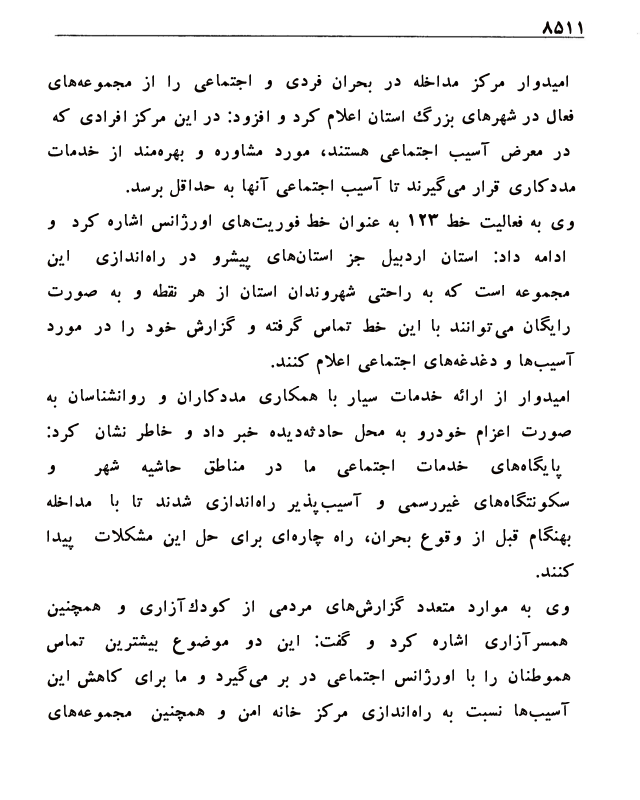 ۸۵۱۱
امیدوار مرکز مداخله در بحران فردی و اجتماعی را از مجموعه‌های
فعال در شهرهای بزرگ استان اعلام کرد و افزود: در این مرکز افرادی که
در معرض آسیب اجتماعی هستند، مورد مشاوره و بهره‌مند از خدمات
مددکاری قرار می‌گیرند تا آسیب اجتماعی آنها به حداقل برسد.
وی به فعالیت خط ۱۲۳ به عنوان خط فوریت‌های اورژانس اشاره کرد و
ادامه داد: استان اردبیل جز استان‌های پیشرو در راه‌اندازی این
مجموعه است که به راحتی شهروندان استان از هر نقطه و به صورت
رایگان می‌توانند با این خط تماس گرفته و گزارش خود را در مورد
آسیب‌ها و دغدغه‌های اجتماعی اعلام کنند.
امیدوار از ارائه خدمات سیار با همکاری مددکاران و روانشناسان به
صورت اعزام خودرو به محل حادثه‌دیده خبر داد و خاطر نشان کرد:
پایگاه‌های خدمات اجتماعی ما در مناطق حاشیه شهر و
سکونتگاه‌های غیررسمی و آسیب‌پذیر راه‌اندازی شدند تا با مداخله
بهنگام قبل از وقوع بحران، راه چاره‌ای برای حل این مشکلات پیدا
کنند.
وی به موارد متعدد گزارش‌های مردمی از کودك‌آزاری و همچنین
همسرآزاری اشاره کرد و گفت: این دو موضوع بیشترین تماس
هموطنان را با اورژانس اجتماعی در بر می‌گیرد و ما برای کاهش این
آسیب‌ها نسبت به راه‌اندازی مرکز خانه امن و همچنین مجموعه‌های